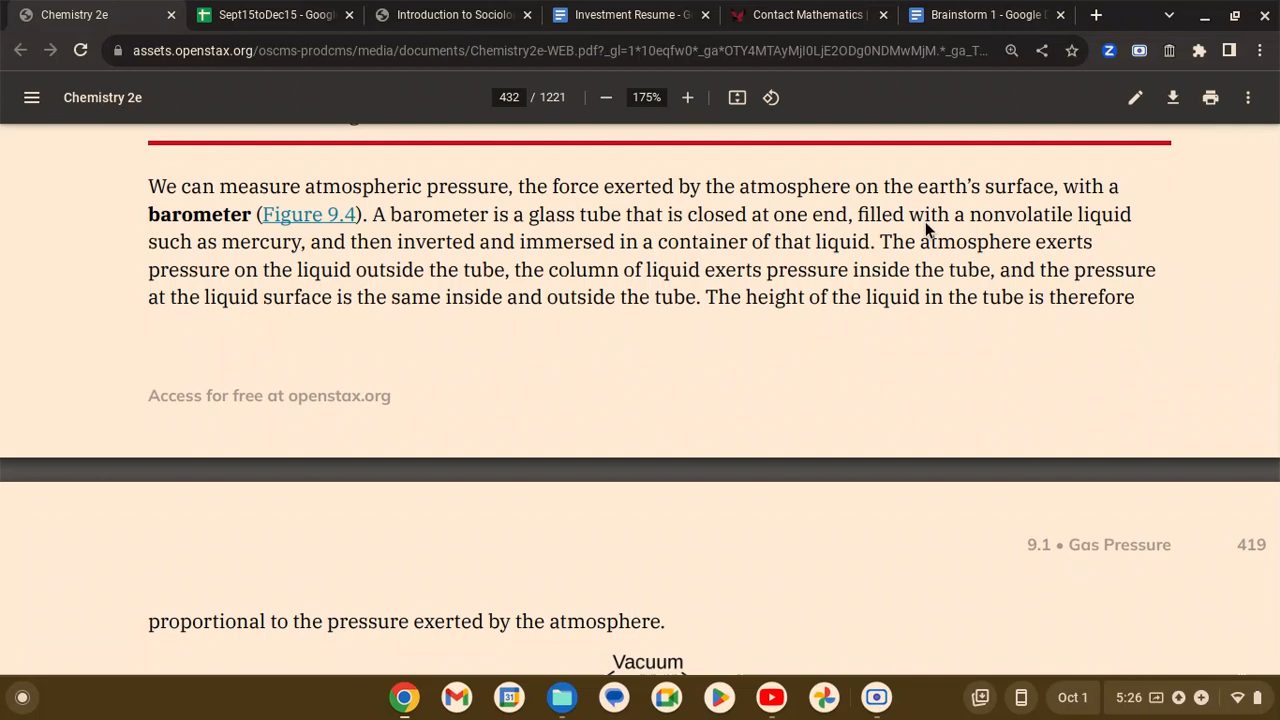 Chemistry 2e
Sept15toDec15 - Googl
Introduction to Sociolo
Investment Resume - G
Contact Mathematics |
Brainstorm 1 - Google D
assets.openstax.org/oscms-prodcms/media/documents/Chemistry2e-WEB.pdf?_gl=1*10eqfw0*_ga*OTY4MTAyMjI0LjE2ODg0NDMwMjM.*_ga_T...
Chemistry 2e
432 / 1221
175%
We can measure atmospheric pressure, the force exerted by the atmosphere on the earth’s surface, with a
barometer (Figure 9.4). A barometer is a glass tube that is closed at one end, filled with a nonvolatile liquid
such as mercury, and then inverted and immersed in a container of that liquid. The atmosphere exerts
pressure on the liquid outside the tube, the column of liquid exerts pressure inside the tube, and the pressure
at the liquid surface is the same inside and outside the tube. The height of the liquid in the tube is therefore
Access for free at openstax.org
9.1 • Gas Pressure 419
proportional to the pressure exerted by the atmosphere.
Vacuum
31
Oct 1
5:26